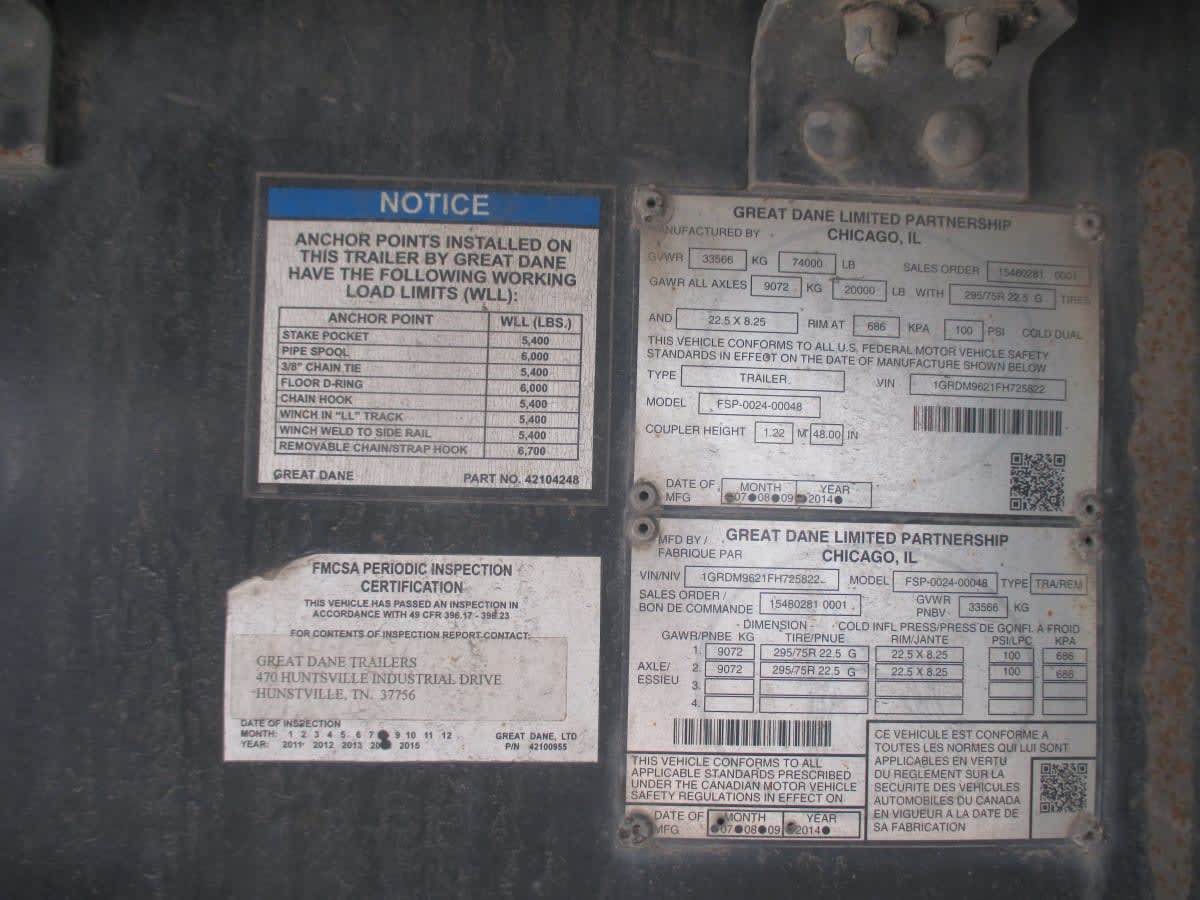 NOTICE
ANCHOR POINTS INSTALLED ON
THIS TRAILER BY GREAT DANE
HAVE THE FOLLOWING WORKING
LOAD LIMITS (WLL):
ANCHOR POINT WLL (LBS.)
STAKE POCKET 5,400
PIPE SPOOL 6,000
3/8" CHAIN TIE 5,400
FLOOR D-RING 6,000
CHAIN HOOK 5,400
WINCH IN "LL" TRACK 5,400
WINCH WELD TO SIDE RAIL 5,400
REMOVABLE CHAIN/STRAP HOOK 6,700
GREAT DANE PART NO. 42104248
FMCSA PERIODIC INSPECTION
CERTIFICATION
THIS VEHICLE HAS PASSED AN INSPECTION IN
ACCORDANCE WITH 49 CFR 396.17 - 396.23
FOR CONTENTS OF INSPECTION REPORT CONTACT:
GREAT DANE TRAILERS
470 HUNTSVILLE INDUSTRIAL DRIVE
HUNSTVILLE, TN. 37756
DATE OF INSPECTION
MONTH: 1 2 3 4 5 6 7 9 10 11 12
YEAR: 2011 2012 2013 2015
GREAT DANE, LTD
P/N 42100955
GREAT DANE LIMITED PARTNERSHIP
MANUFACTURED BY CHICAGO, IL
GVWR 33566 KG 74000 LB SALES ORDER 15460281 0001
GAWR ALL AXLES 9072 KG 20000 LB WITH 295/75R 22.5 G TIRES
AND 22.5 X 8.25 RIM AT 686 KPA 100 PSI COLD DUAL
THIS VEHICLE CONFORMS TO ALL U.S. FEDERAL MOTOR VEHICLE SAFETY
STANDARDS IN EFFECT ON THE DATE OF MANUFACTURE SHOWN BELOW
TYPE TRAILER VIN 1GRDM9621FH725822
MODEL FSP-0024-00048
COUPLER HEIGHT 1.22 M 48.00 IN
DATE OF MFG MONTH YEAR
07 08 09 2014
MFD BY / GREAT DANE LIMITED PARTNERSHIP
FABRIQUE PAR CHICAGO, IL
VIN/NIV 1GRDM9621FH725822 MODEL FSP-0024-00048 TYPE TRA/REM
SALES ORDER /
BON DE COMMANDE 15480281 0001 GVWR
PNBV 33566 KG
- DIMENSION - COLD INFL PRESS/PRESS DE GONFL A FROID
GAWR/PNBE KG TIRE/PNUE RIM/JANTE PSI/LPC KPA
AXLE/
ESSIEU
1. 9072 295/75R 22.5 G 22.5 X 8.25 100 686
2. 9072 295/75R 22.5 G 22.5 X 8.25 100 686
3.
4.
THIS VEHICLE CONFORMS TO ALL
APPLICABLE STANDARDS PRESCRIBED
UNDER THE CANADIAN MOTOR VEHICLE
SAFETY REGULATIONS IN EFFECT ON
DATE OF MFG MONTH YEAR
07 08 09 2014
CE VEHICULE EST CONFORME A
TOUTES LES NORMES QUI LUI SONT
APPLICABLES EN VERTU
DU REGLEMENT SUR LA
SECURITE DES VEHICULES
AUTOMOBILES DU CANADA
EN VIGUEUR A LA DATE DE
SA FABRICATION